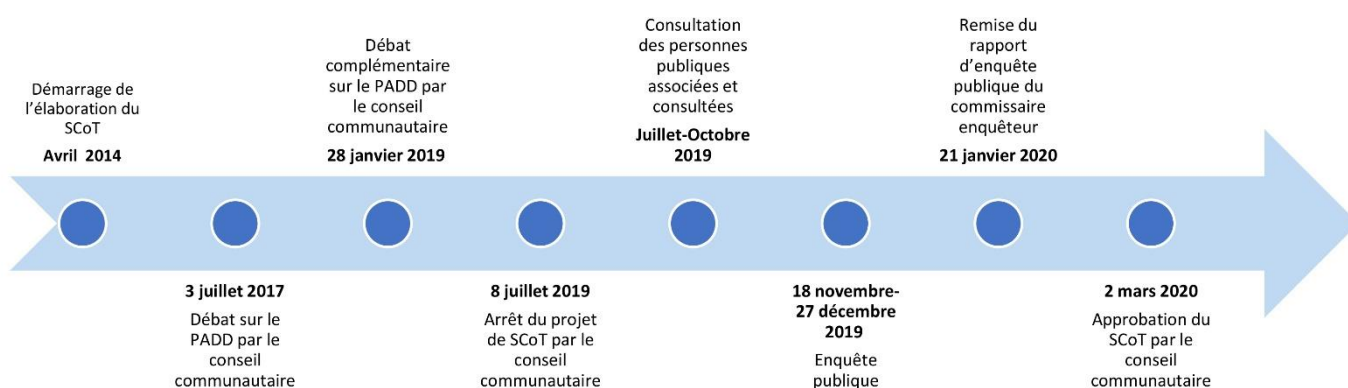 Démarrage de
l'élaboration du
SCoT
Avril 2014
3 juillet 2017
Débat sur le
PADD par le
conseil
communautaire
Débat
complémentaire
sur le PADD par
le conseil
communautaire
28 janvier 2019
8 juillet 2019
Arrêt du projet
de SCoT par le
conseil
communautaire
Consultation
des personnes
publiques
associées et
consultées
Juillet-Octobre
2019
18 novembre-
27 décembre
2019
Enquête
publique
Remise du
rapport
d'enquête
publique du
commissaire
enquêteur
21 janvier 2020
2 mars 2020
Approbation du
SCoT par le
conseil
communautaire